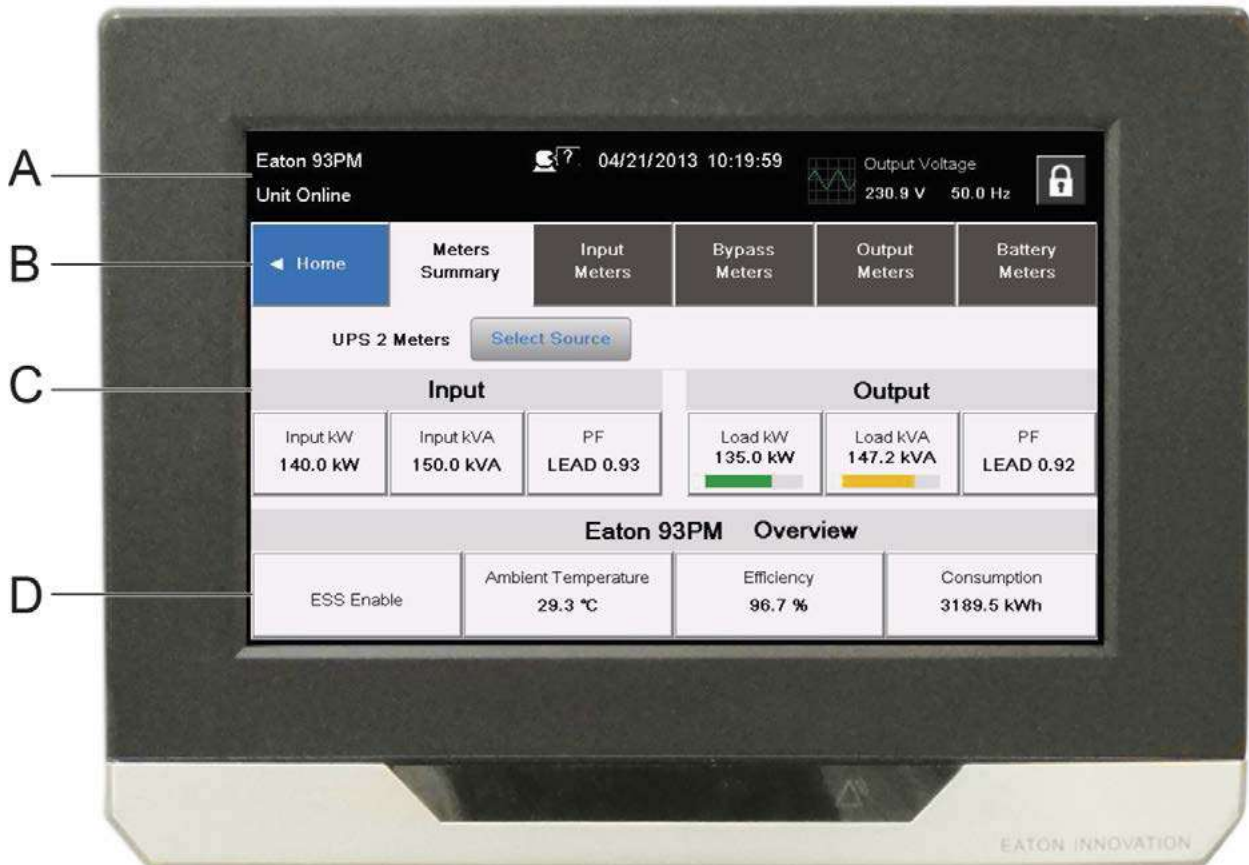 A
Eaton 93PM
? 04/21/2013 10:19:59
Output Voltage
Unit Online
230.9 V 50.0 Hz
B
◄ Home
Meters
Summary
Input
Meters
Bypass
Meters
Output
Meters
Battery
Meters
UPS 2 Meters
Select Source
C
Input
Output
Input kW
140.0 kW
Input kVA
150.0 kVA
PF
LEAD 0.93
Load kW
135.0 kW
Load kVA
147.2 kVA
PF
LEAD 0.92
Eaton 93PM Overview
D
ESS Enable
Ambient Temperature
29.3 °C
Efficiency
96.7 %
Consumption
3189.5 kWh
EATON INNOVATION